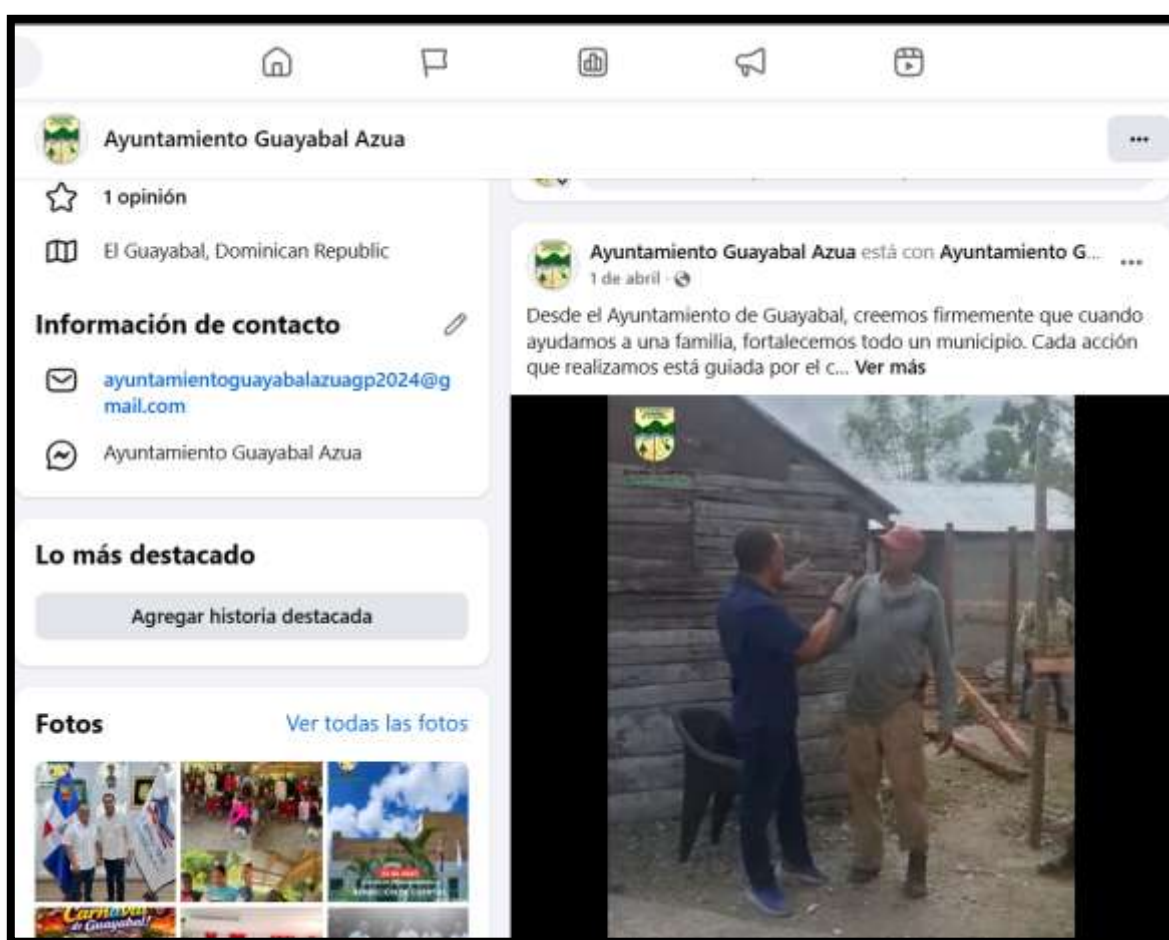 Ayuntamiento Guayabal Azua
1 opinión
El Guayabal, Dominican Republic
Información de contacto
ayuntamientoguayabalazuagp2024@g
mail.com
Ayuntamiento Guayabal Azua
Lo más destacado
Agregar historia destacada
Fotos
Ver todas las fotos
Carnaval
de Guayabal!
Ayuntamiento Guayabal Azua está con Ayuntamiento G...
1 de abril
Desde el Ayuntamiento de Guayabal, creemos firmemente que cuando
ayudamos a una familia, fortalecemos todo un municipio. Cada acción
que realizamos está guiada por el c... Ver más